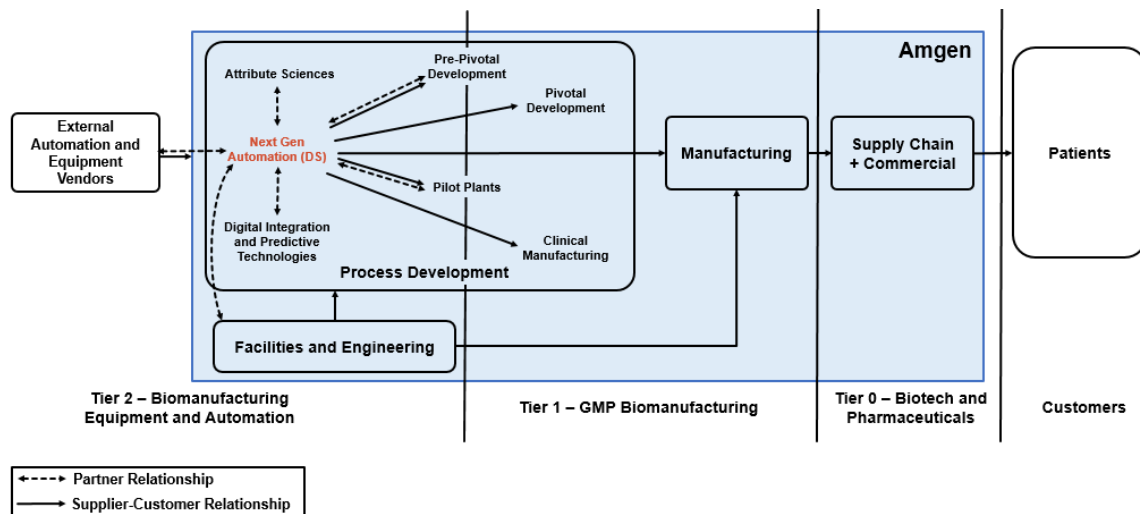 Amgen
Attribute Sciences
Pre-Pivotal
Development
Pivotal
Development
External
Automation and
Equipment
Vendors
Next Gen
Automation (DS)
Manufacturing
Supply Chain
+ Commercial
Patients
Pilot Plants
Digital Integration
and Predictive
Technologies
Clinical
Manufacturing
Process Development
Facilities and Engineering
Tier 2 – Biomanufacturing
Equipment and Automation
Tier 1 – GMP Biomanufacturing
Tier 0 – Biotech and
Pharmaceuticals
Customers
Partner Relationship
Supplier-Customer Relationship